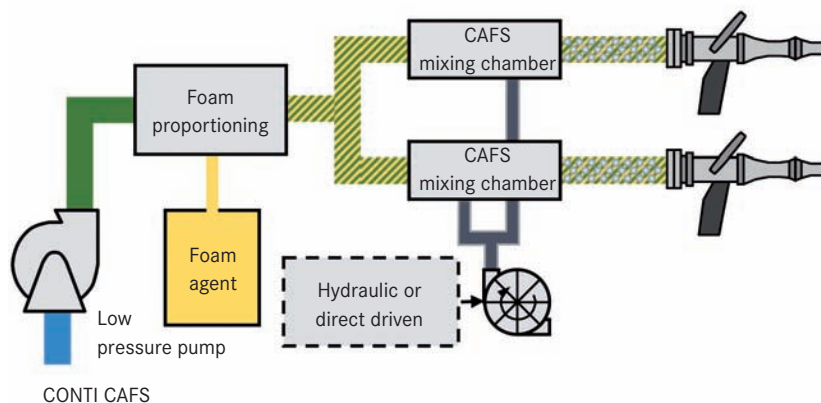 CAFS
mixing chamber
Foam
proportioning
CAFS
mixing chamber
Foam
agent
Hydraulic or
direct driven
Low
pressure pump
CONTI CAFS